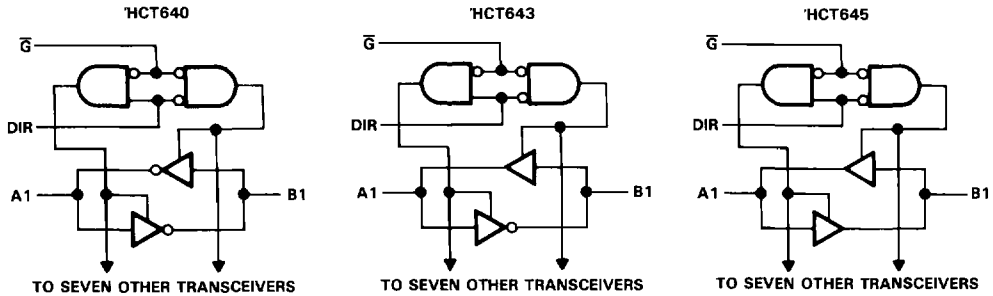 'HCT640
G̅
DIR
A1
B1
TO SEVEN OTHER TRANSCEIVERS
'HCT643
G̅
DIR
A1
B1
TO SEVEN OTHER TRANSCEIVERS
'HCT645
G̅
DIR
A1
B1
TO SEVEN OTHER TRANSCEIVERS